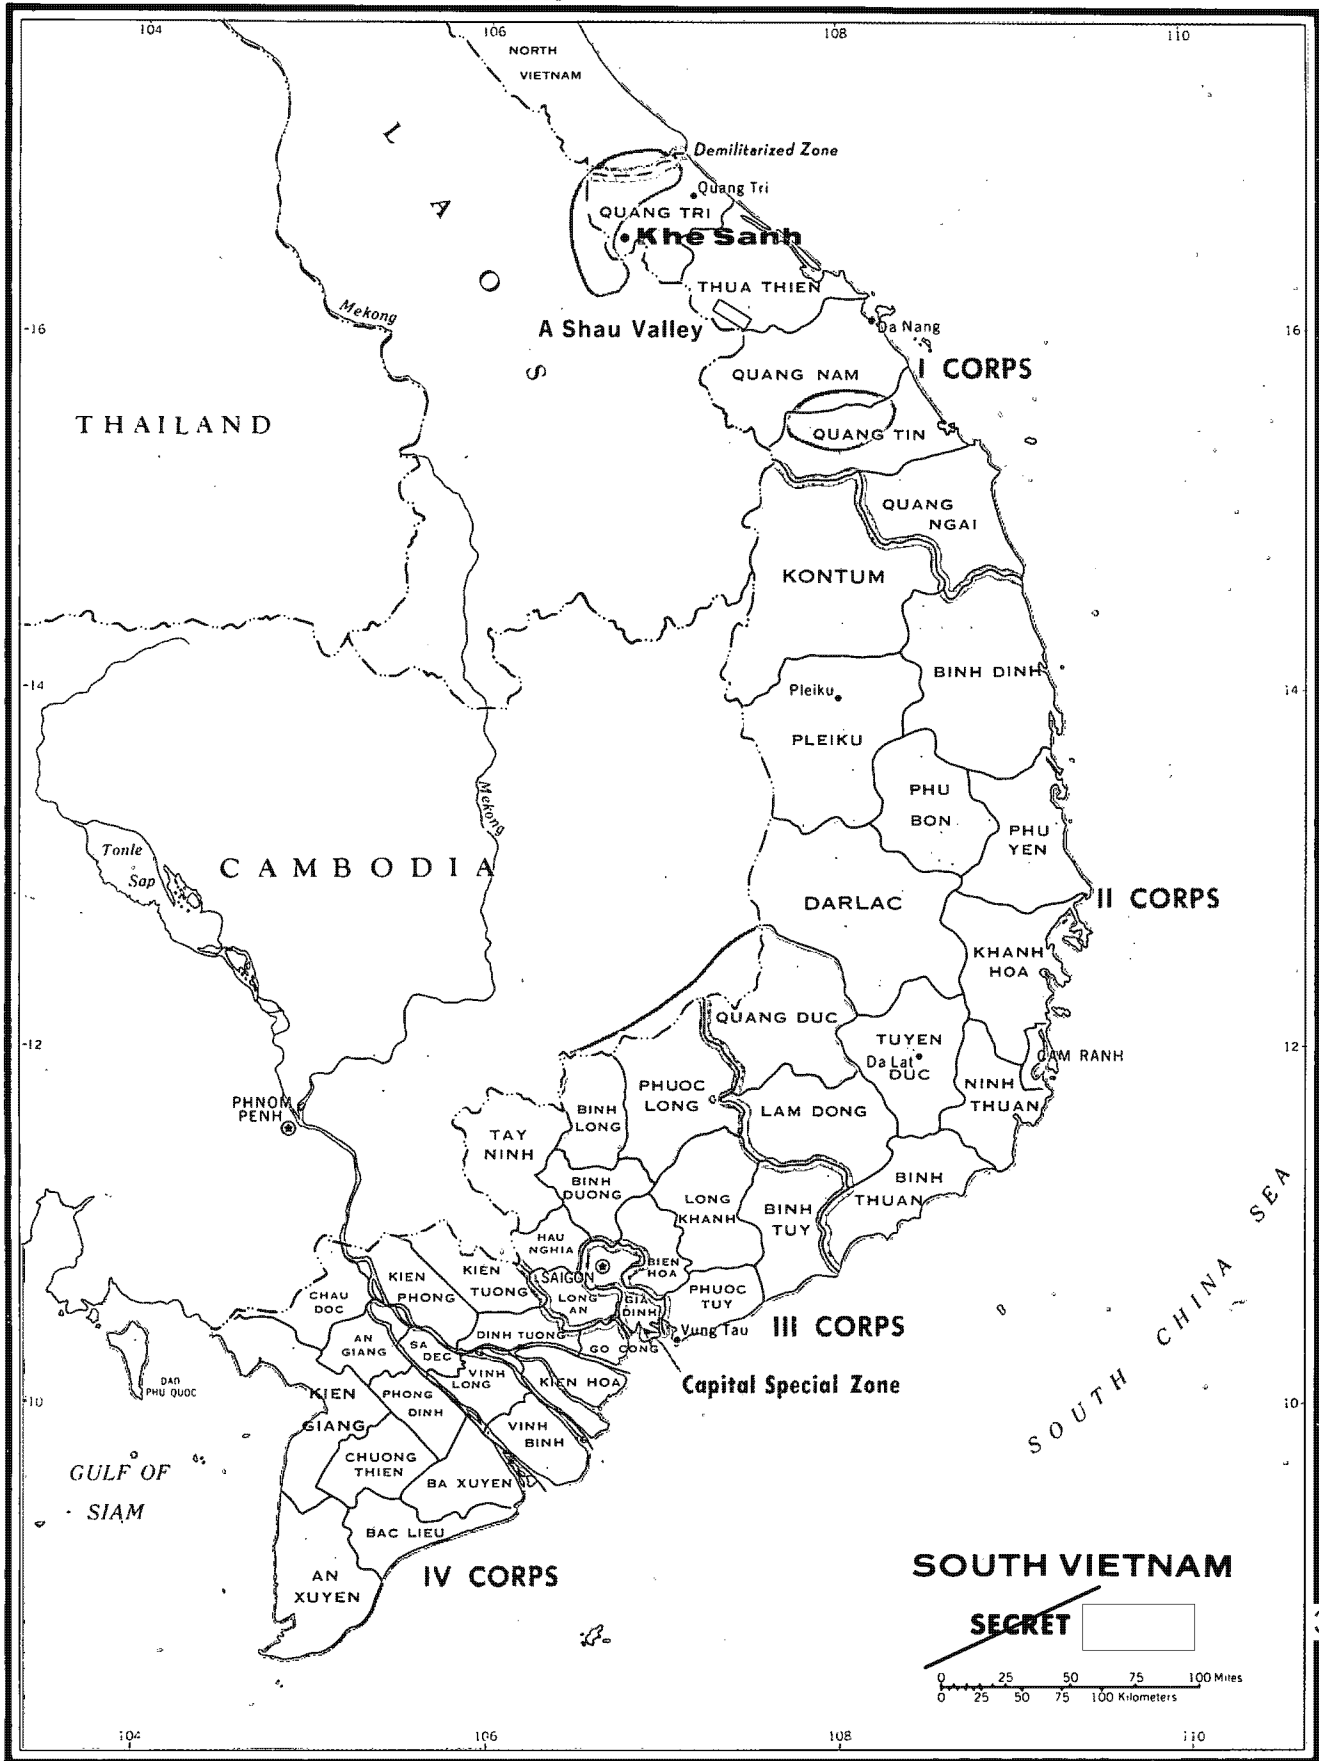 104
106
108
110
NORTH
VIETNAM
L A O S
Demilitarized Zone
Quang Tri
QUANG TRI
Khe Sanh
THUA THIEN
Mekong
16
A Shau Valley
Da Nang
16
I CORPS
QUANG NAM
THAILAND
QUANG TIN
QUANG
NGAI
KONTUM
BINH DINH
14
Pleiku
14
PLEIKU
Mekong
PHU
BON
PHU
YEN
Tonle
Sap
CAMBODIA
DARLAC
II CORPS
KHANH
HOA
QUANG DUC
12
TUYEN
DUC
Da Lat
12
CAM RANH
PHNOM
PENH
PHUOC
LONG
NINH
THUAN
BINH
LONG
LAM DONG
TAY
NINH
BINH
DUONG
BINH
THUAN
LONG
KHANH
BINH
TUY
HAU
NGHIA
BIEN
HOA
SAIGON
KIEN
PHONG
KIEN
TUONG
CHAU
DOC
LONG
AN
GIA
DINH
PHUOC
TUY
Vung Tau
III CORPS
AN
GIANG
SA
DEC
DINH TUONG
GO CONG
Capital Special Zone
DAO
PHU QUOC
VINH
LONG
KIEN HOA
10
KIEN
GIANG
PHONG
DINH
10
VINH
BINH
SOUTH CHINA SEA
CHUONG
THIEN
BA XUYEN
GULF OF
SIAM
BAC LIEU
AN
XUYEN
IV CORPS
SOUTH VIETNAM
SECRET
0 25 50 75 100 Miles
0 25 50 75 100 Kilometers
104
106
108
110